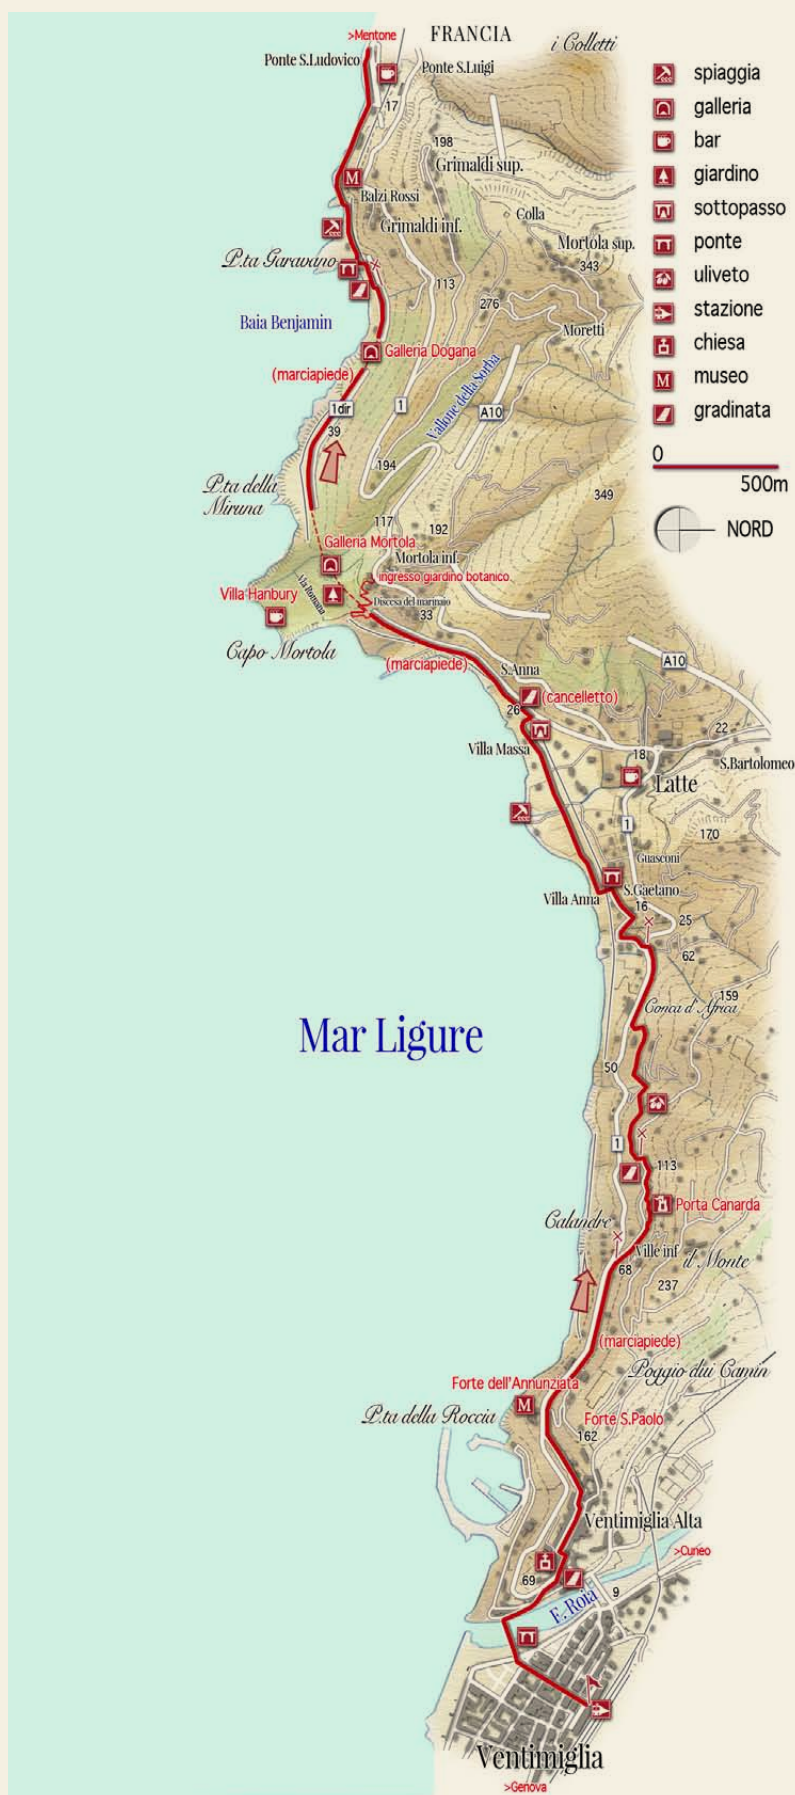 >Mentone
FRANCIA
i Colletti
Ponte S.Ludovico
Ponte S.Luigi
17
198
Grimaldi sup.
M
Balzi Rossi
Grimaldi inf.
Colla
Mortola sup.
343
P.ta Garavano
113
276
Baia Benjamin
Moretti
Galleria Dogana
(marciapiede)
1dir
1
A10
Vallone della Sorba
39
194
P.ta della
Miruna
349
117
192
Galleria Mortola
Mortola inf.
ingresso giardino botanico
Villa Hanbury
Via Romana
Discesa del marinaio
33
Capo Mortola
(marciapiede)
S.Anna
A10
(cancelletto)
26
22
Villa Massa
18
S.Bartolomeo
Latte
1
170
Guasconi
S.Gaetano
Villa Anna
16
25
62
159
Conca d'Africa
Mar Ligure
50
1
113
Porta Canarda
Calandre
Ville inf
il Monte
68
237
(marciapiede)
Poggio diu Camin
Forte dell'Annunziata
M
P.ta della Roccia
Forte S.Paolo
162
Ventimiglia Alta
>Cuneo
69
9
F. Roia
Ventimiglia
>Genova
spiaggia
galleria
bar
giardino
sottopasso
ponte
uliveto
stazione
chiesa
M museo
gradinata
0
500m
NORD